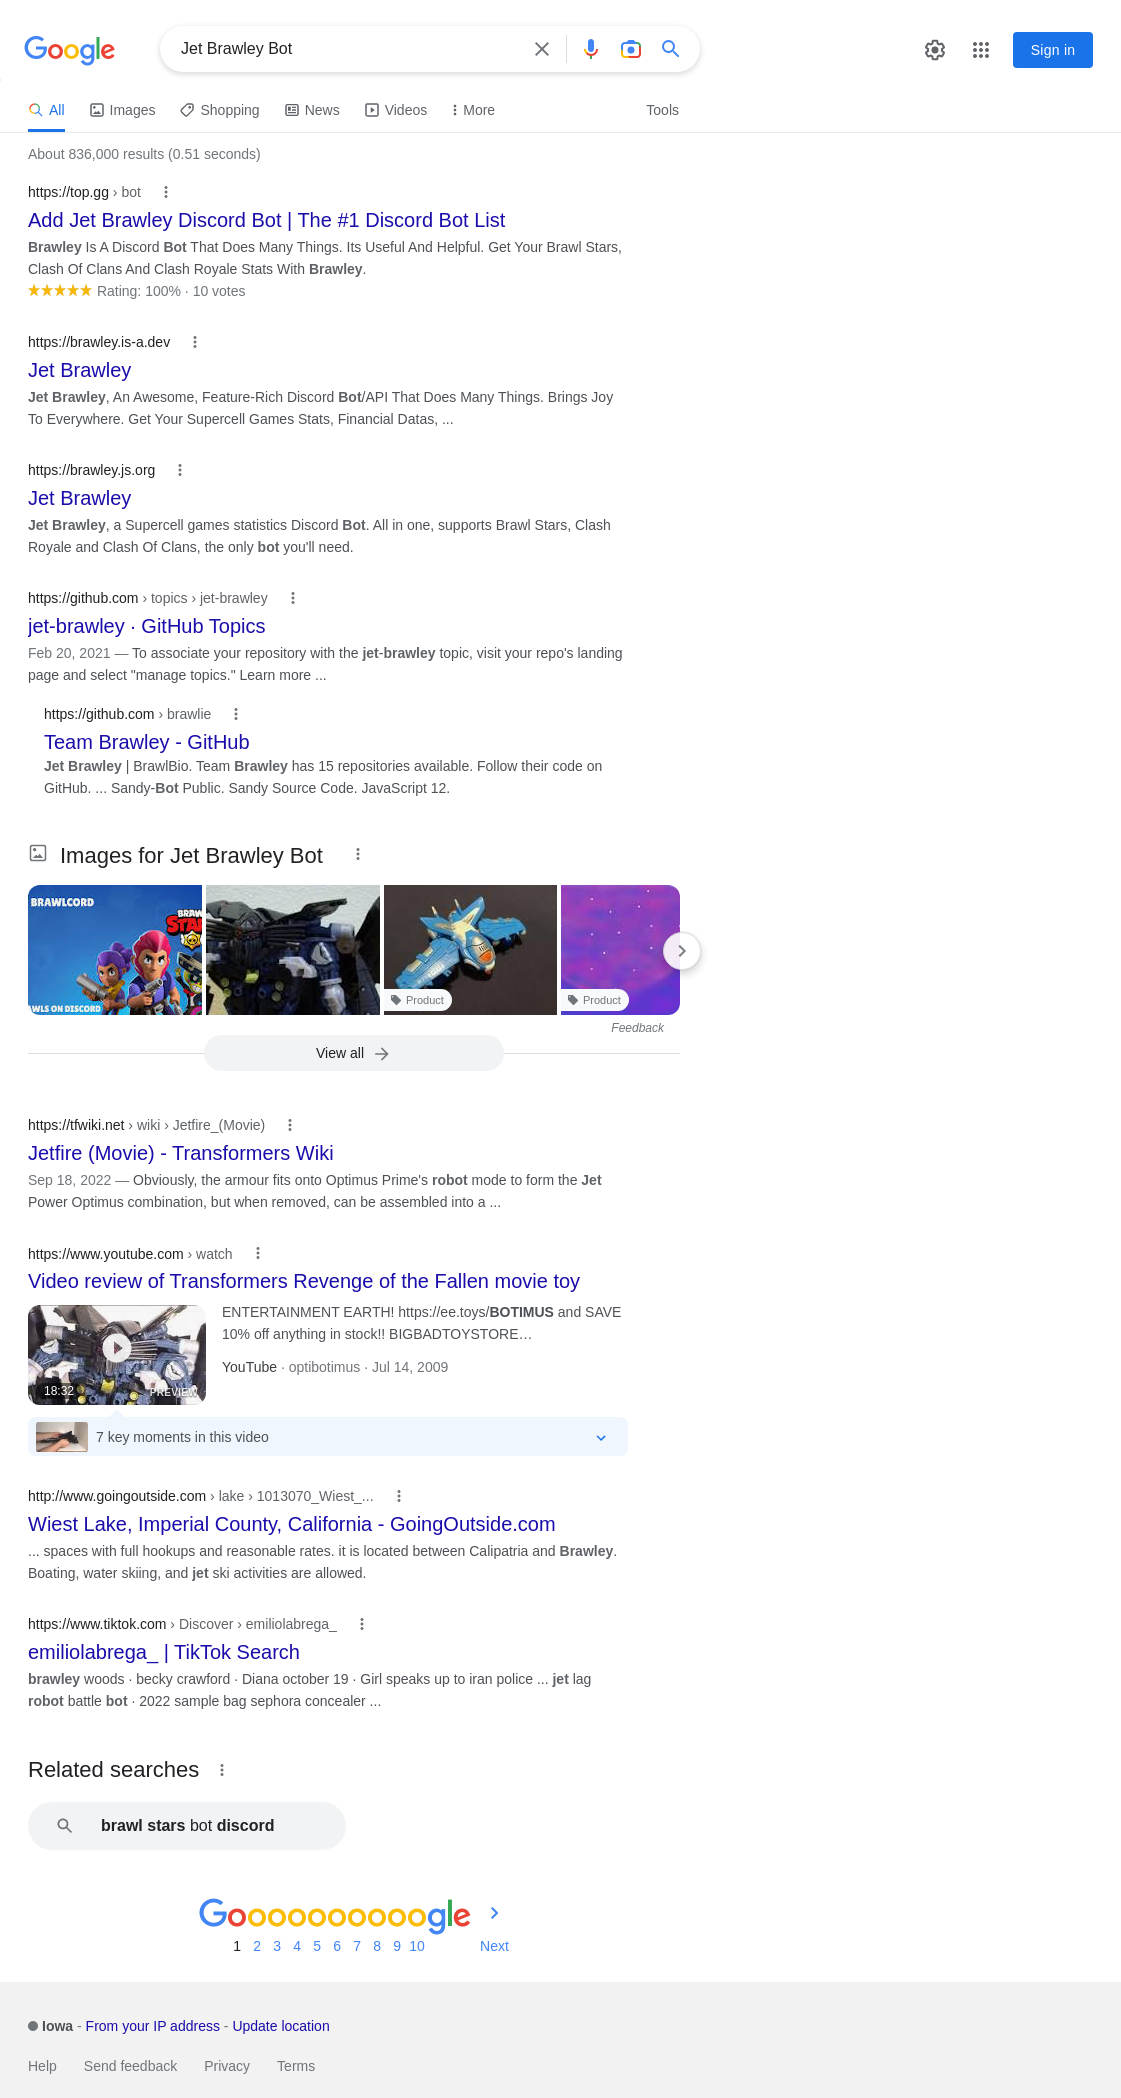 Google
Jet Brawley Bot
Sign in
All
Images
Shopping
News
Videos
More
Tools
About 836,000 results (0.51 seconds)
https://top.gg › bot
Add Jet Brawley Discord Bot | The #1 Discord Bot List
Brawley Is A Discord Bot That Does Many Things. Its Useful And Helpful. Get Your Brawl Stars,
Clash Of Clans And Clash Royale Stats With Brawley.
Rating: 100% · 10 votes
https://brawley.is-a.dev
Jet Brawley
Jet Brawley, An Awesome, Feature-Rich Discord Bot/API That Does Many Things. Brings Joy
To Everywhere. Get Your Supercell Games Stats, Financial Datas, ...
https://brawley.js.org
Jet Brawley
Jet Brawley, a Supercell games statistics Discord Bot. All in one, supports Brawl Stars, Clash
Royale and Clash Of Clans, the only bot you'll need.
https://github.com › topics › jet-brawley
jet-brawley · GitHub Topics
Feb 20, 2021 — To associate your repository with the jet-brawley topic, visit your repo's landing
page and select "manage topics." Learn more ...
https://github.com › brawlie
Team Brawley - GitHub
Jet Brawley | BrawlBio. Team Brawley has 15 repositories available. Follow their code on
GitHub. ... Sandy-Bot Public. Sandy Source Code. JavaScript 12.
Images for Jet Brawley Bot
BRAWLCORD
BRAW
STA
AWLS ON DISCORD
Product
Product
Feedback
View all
https://tfwiki.net › wiki › Jetfire_(Movie)
Jetfire (Movie) - Transformers Wiki
Sep 18, 2022 — Obviously, the armour fits onto Optimus Prime's robot mode to form the Jet
Power Optimus combination, but when removed, can be assembled into a ...
https://www.youtube.com › watch
Video review of Transformers Revenge of the Fallen movie toy
ENTERTAINMENT EARTH! https://ee.toys/BOTIMUS and SAVE
10% off anything in stock!! BIGBADTOYSTORE…
YouTube · optibotimus · Jul 14, 2009
18:32
PREVIEW
7 key moments in this video
http://www.goingoutside.com › lake › 1013070_Wiest_...
Wiest Lake, Imperial County, California - GoingOutside.com
... spaces with full hookups and reasonable rates. it is located between Calipatria and Brawley.
Boating, water skiing, and jet ski activities are allowed.
https://www.tiktok.com › Discover › emiliolabrega_
emiliolabrega_ | TikTok Search
brawley woods · becky crawford · Diana october 19 · Girl speaks up to iran police ... jet lag
robot battle bot · 2022 sample bag sephora concealer ...
Related searches
brawl stars bot discord
Goooooooooogle
1 2 3 4 5 6 7 8 9 10 Next
Iowa - From your IP address - Update location
Help Send feedback Privacy Terms